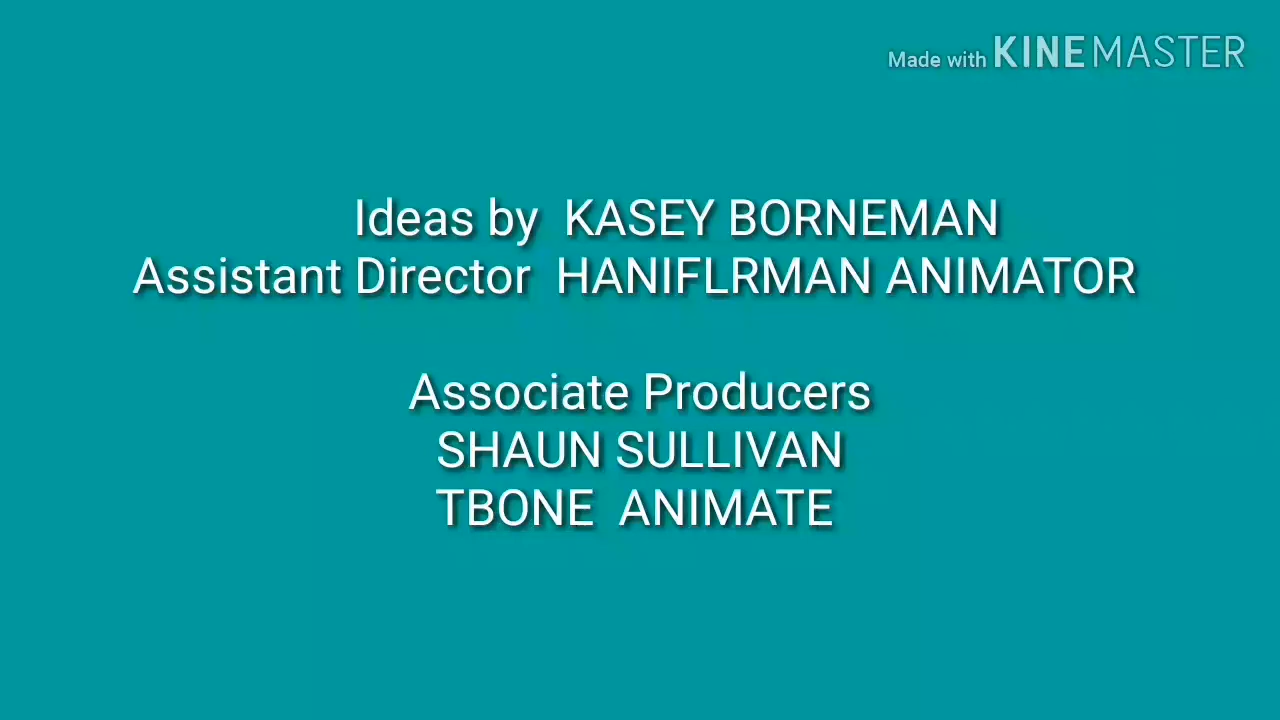 Made with KINEMASTER
Ideas by KASEY BORNEMAN
Assistant Director HANIFLRMAN ANIMATOR
Associate Producers
SHAUN SULLIVAN
TBONE ANIMATE